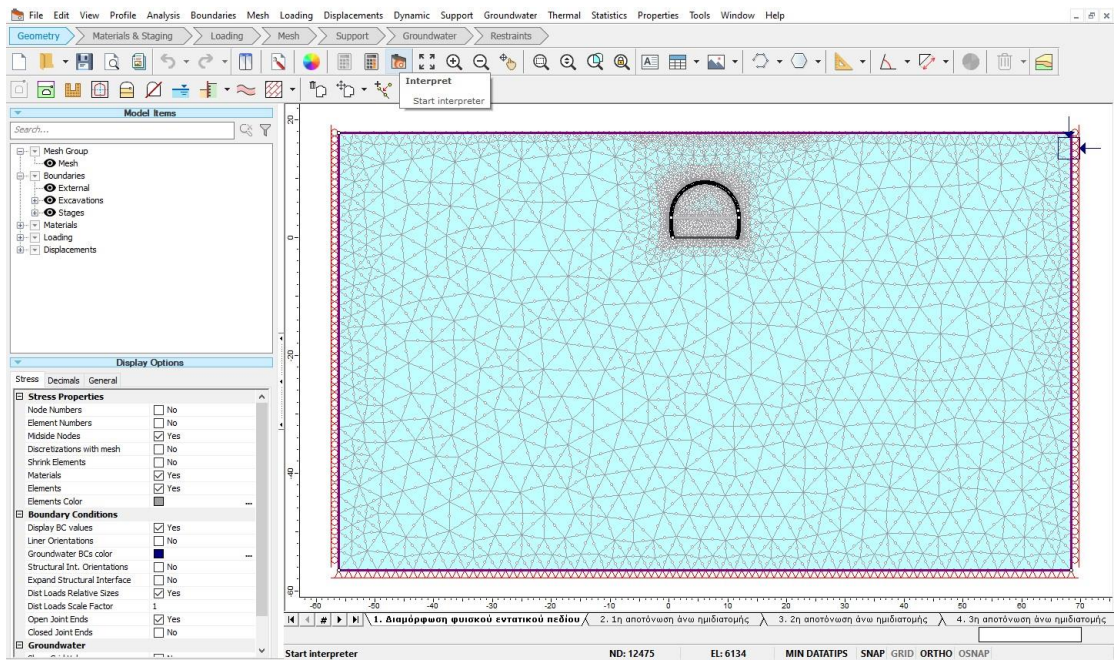 File Edit View Profile Analysis Boundaries Mesh Loading Displacements Dynamic Support Groundwater Thermal Statistics Properties Tools Window Help
Geometry Materials & Staging Loading Mesh Support Groundwater Restraints
Interpret
Start interpreter
Model Items
Search...
Mesh Group
Mesh
Boundaries
External
Excavations
Stages
Materials
Loading
Displacements
Display Options
Stress Decimals General
Stress Properties
Node Numbers No
Element Numbers No
Midside Nodes Yes
Discretizations with mesh No
Shrink Elements No
Materials Yes
Elements Yes
Elements Color ...
Boundary Conditions
Display BC values Yes
Liner Orientations No
Groundwater BCs color ...
Structural Int. Orientations No
Expand Structural Interface No
Dist Loads Relative Sizes Yes
Dist Loads Scale Factor 1
Open Joint Ends Yes
Closed Joint Ends No
Groundwater
20
0
-20
-40
-60
-60 -50 -40 -30 -20 -10 0 10 20 30 40 50 60 70
1. Διαμόρφωση φυσικού εντατικού πεδίου 2. 1η αποτόνωση άνω ημιδιατομής 3. 2η αποτόνωση άνω ημιδιατομής 4. 3η αποτόνωση άνω ημιδιατομής
Start interpreter ND: 12475 EL: 6134 MIN DATATIPS SNAP GRID ORTHO OSNAP